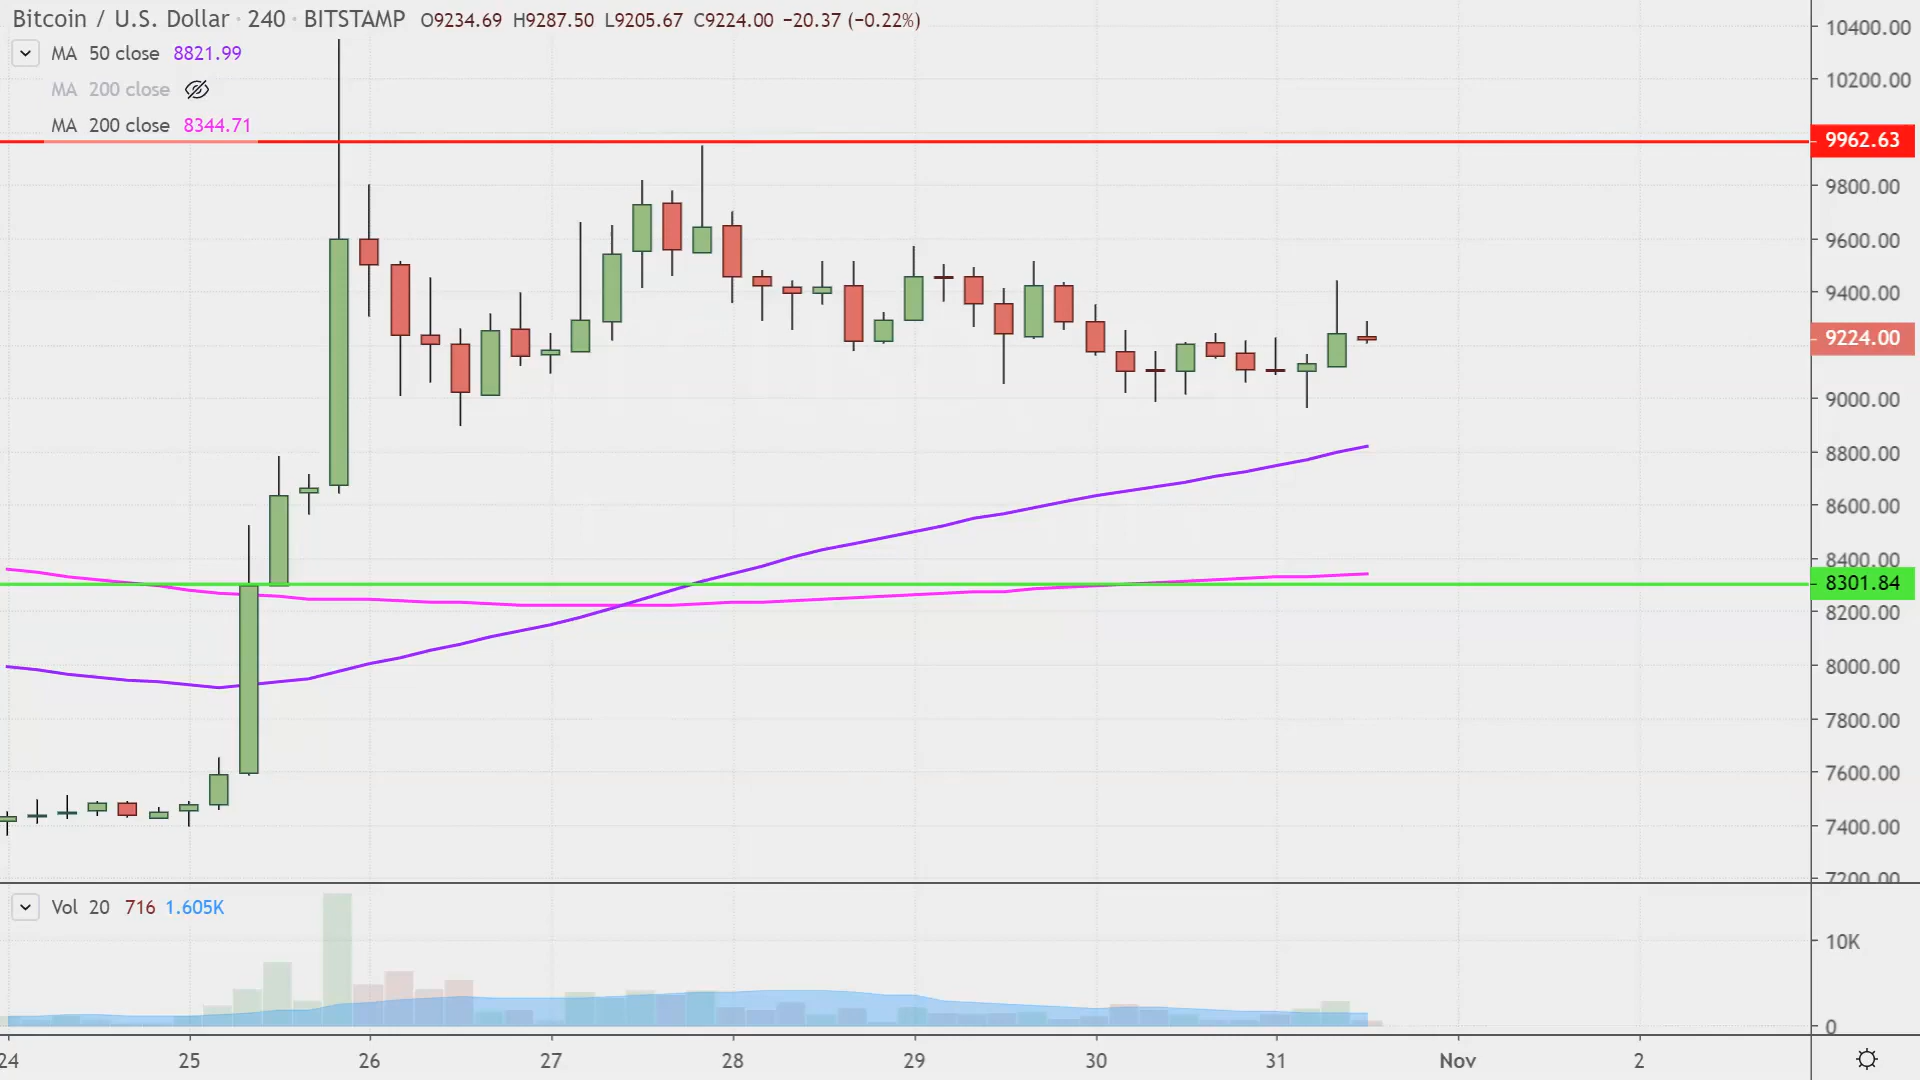 Bitcoin / U.S. Dollar · 240 · BITSTAMP O9234.69 H9287.50 L9205.67 C9224.00 −20.37 (−0.22%)
MA 50 close 8821.99
MA 200 close
MA 200 close 8344.71
10400.00
10200.00
9962.63
9800.00
9600.00
9400.00
9224.00
9000.00
8800.00
8600.00
8400.00
8301.84
8200.00
8000.00
7800.00
7600.00
7400.00
7200.00
Vol 20 716 1.605K
10K
0
24 25 26 27 28 29 30 31 Nov 2